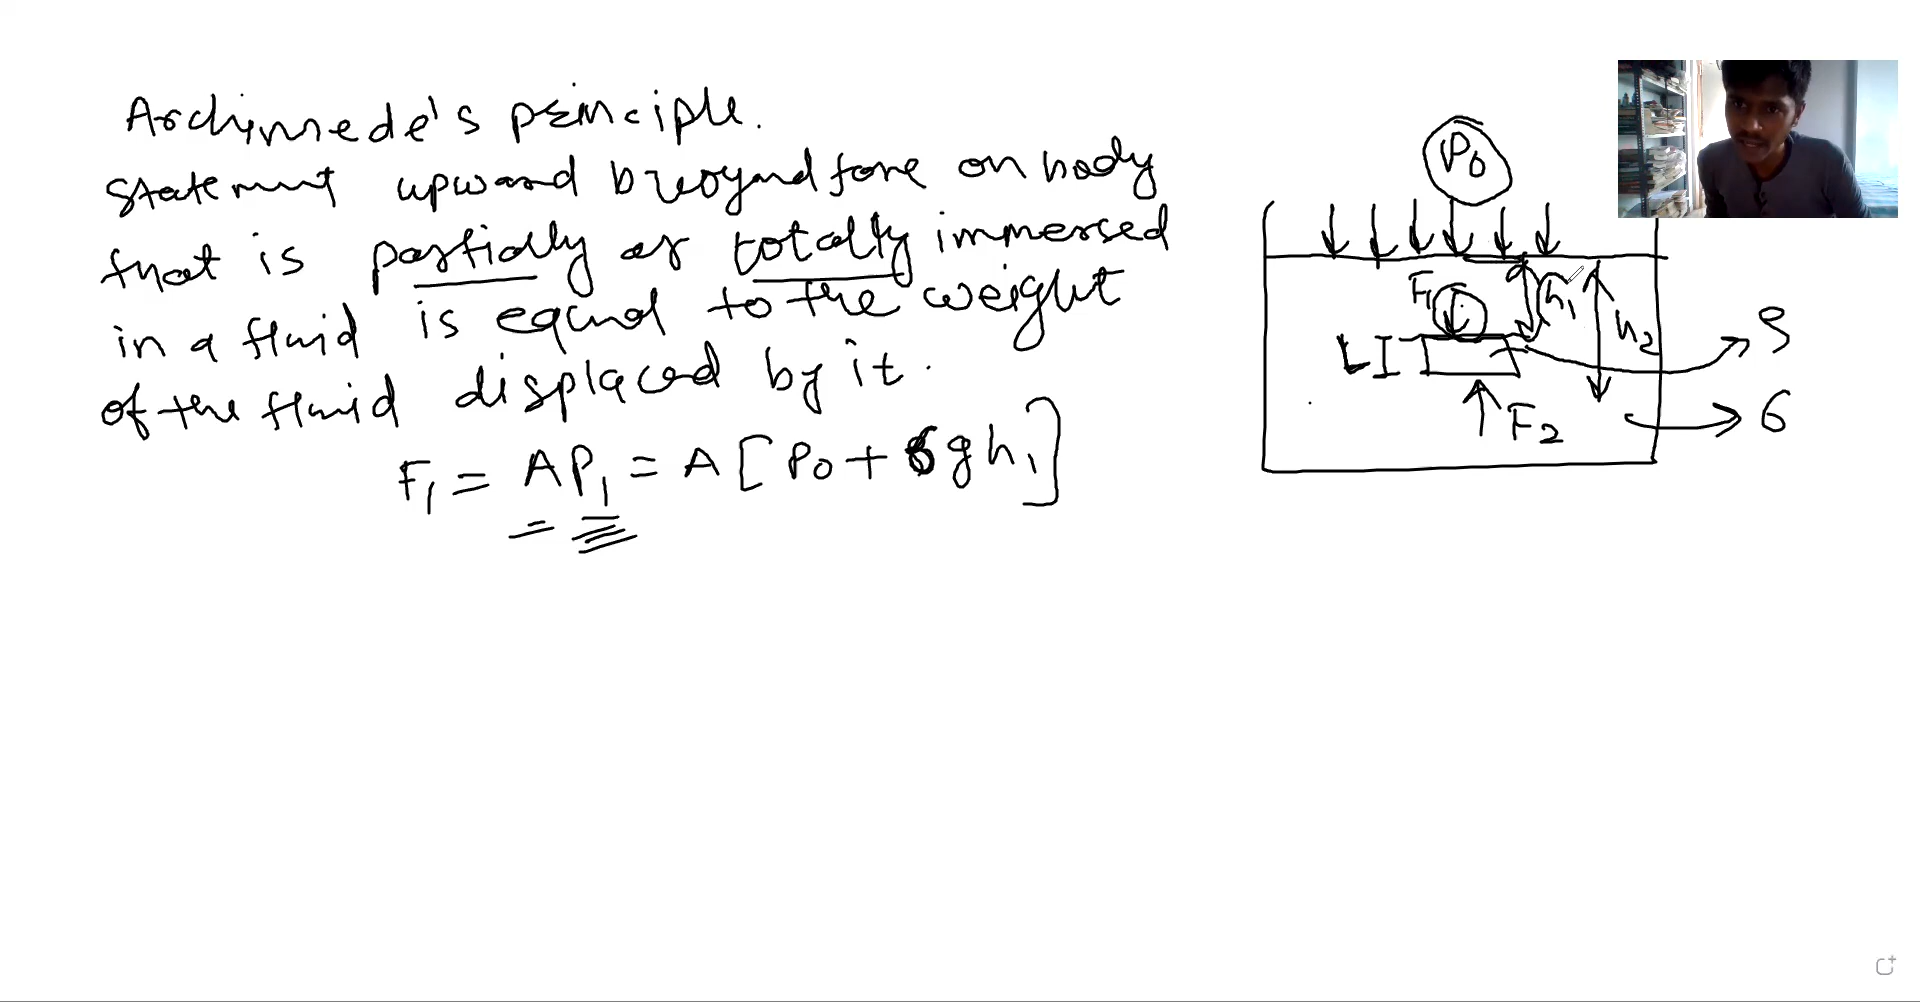 Archimede's principle.
statement upward buoyand force on body
that is partially or totally immersed
in a fluid is equal to the weight
of the fluid displaced by it.
F₁ = AP₁ = A[P₀ + σgh₁]
P₀
F₁
h₁
h₂
L
ρ
σ
F₂